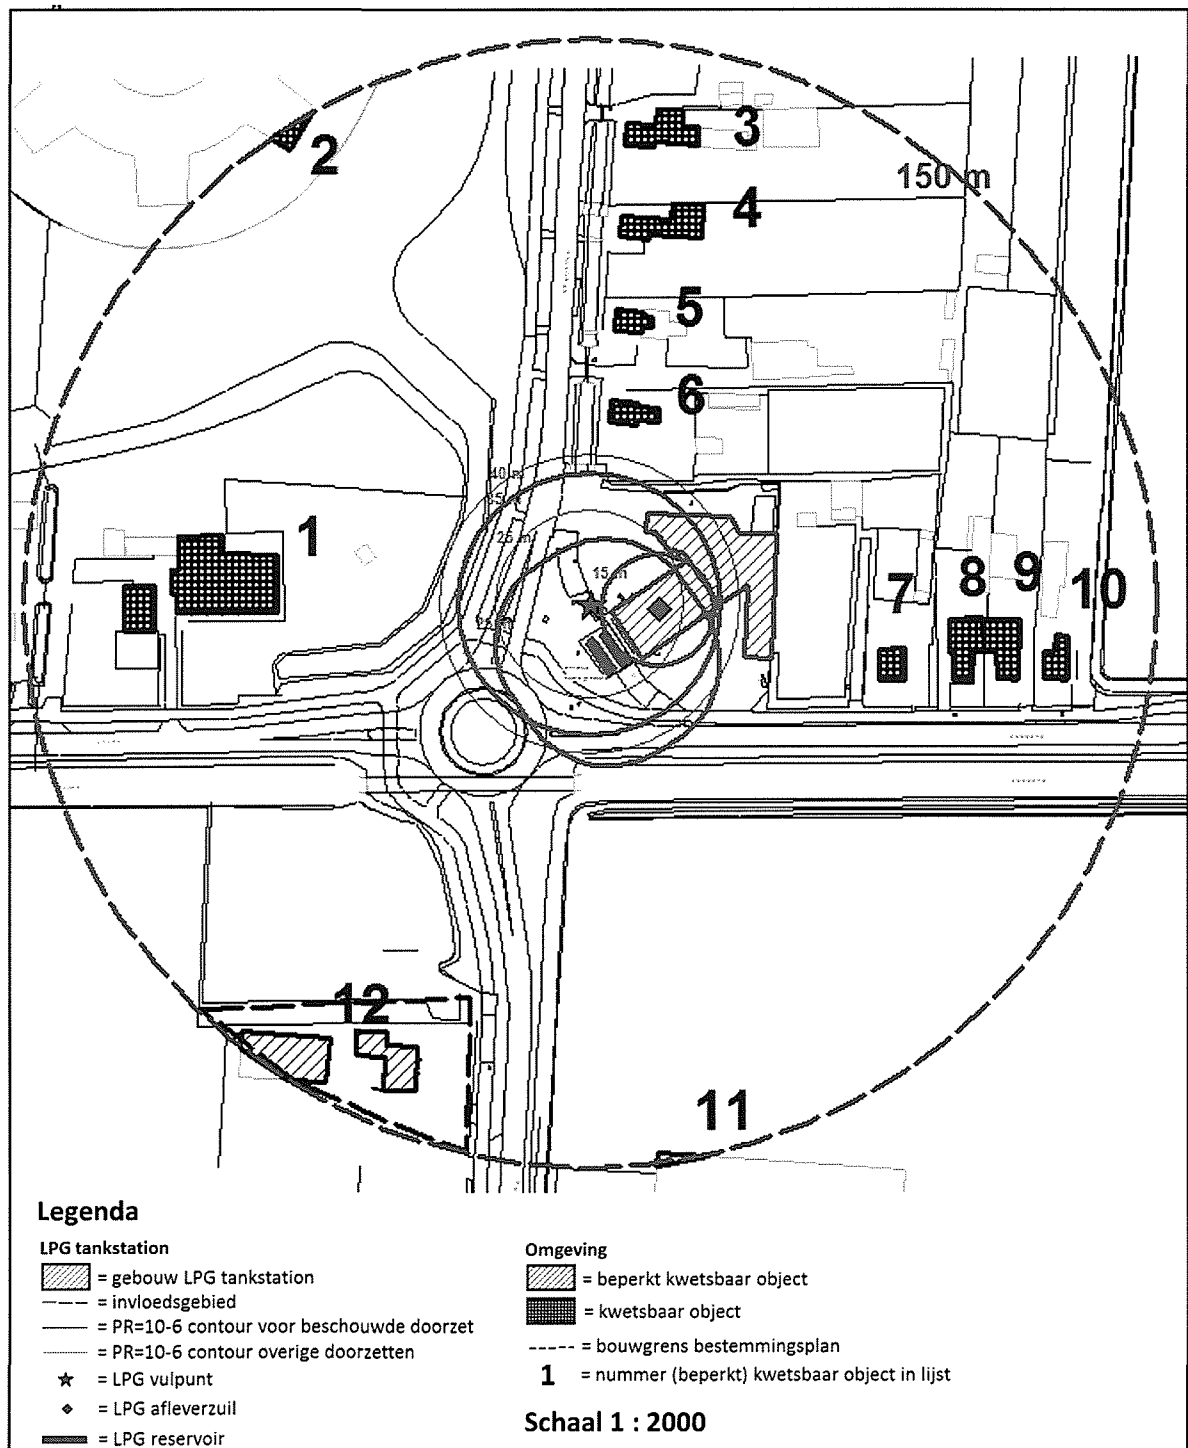 2
3
150 m
4
5
6
40 m
25 m
15 m
1
7
8
9
10
12
11
Legenda
LPG tankstation
= gebouw LPG tankstation
= invloedsgebied
= PR=10-6 contour voor beschouwde doorzet
= PR=10-6 contour overige doorzetten
= LPG vulpunt
= LPG afleverzuil
= LPG reservoir
Omgeving
= beperkt kwetsbaar object
= kwetsbaar object
= bouwgrens bestemmingsplan
1 = nummer (beperkt) kwetsbaar object in lijst
Schaal 1 : 2000